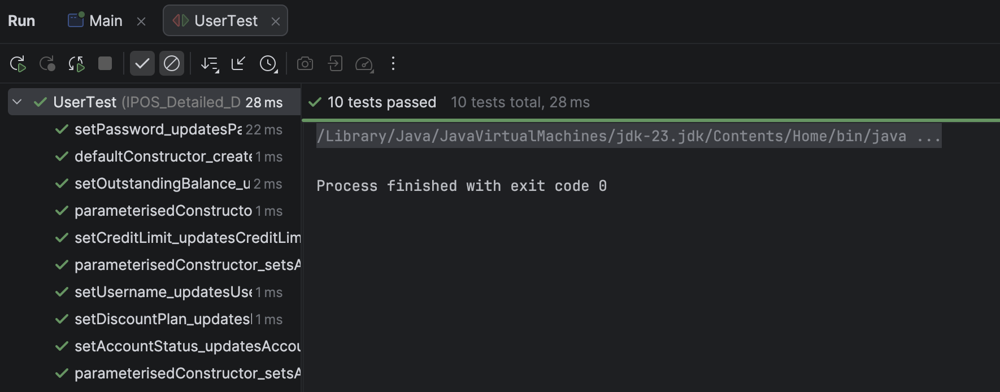 Run Main UserTest
UserTest (IPOS_Detailed_D 28 ms
10 tests passed 10 tests total, 28 ms
setPassword_updatesPa 22 ms
/Library/Java/JavaVirtualMachines/jdk-23.jdk/Contents/Home/bin/java ...
defaultConstructor_create 1 ms
setOutstandingBalance_u 2 ms
Process finished with exit code 0
parameterisedConstructo 1 ms
setCreditLimit_updatesCreditLim
parameterisedConstructor_setsA
setUsername_updatesUse 1 ms
setDiscountPlan_updates 1 ms
setAccountStatus_updatesAccou
parameterisedConstructor_setsA